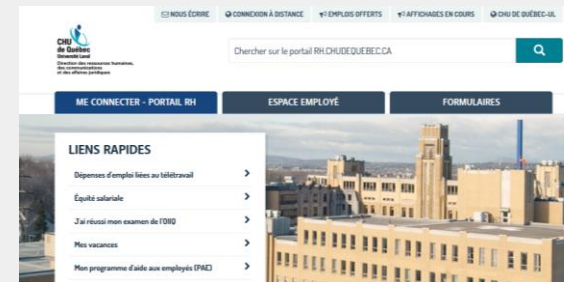 NOUS ÉCRIRE CONNEXION À DISTANCE EMPLOIS OFFERTS AFFICHAGES EN COURS CHU DE QUÉBEC-UL
CHU
de Québec
Université Laval
Direction des ressources humaines,
des communications
et des affaires juridiques
Chercher sur le portail RH.CHUDEQUEBEC.CA
ME CONNECTER - PORTAIL RH ESPACE EMPLOYÉ FORMULAIRES
LIENS RAPIDES
Dépenses d'emploi liées au télétravail
Équité salariale
J'ai réussi mon examen de l'OIIQ
Mes vacances
Mon programme d'aide aux employés (PAE)